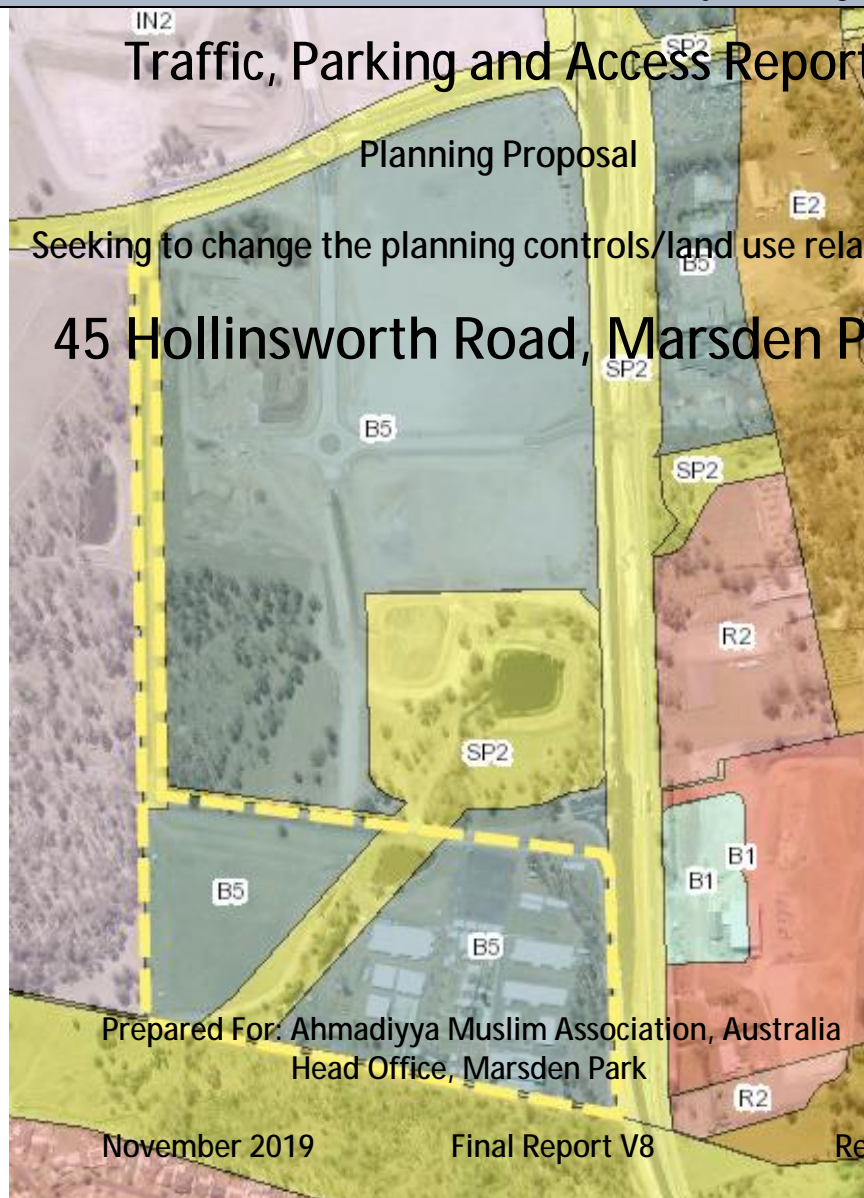 IN2
SP2
Traffic, Parking and Access Report
Planning Proposal
E2
Seeking to change the planning controls/land use rela
B5
45 Hollinsworth Road, Marsden P
SP2
B5
SP2
R2
SP2
B1
B1
B5
B5
Prepared For: Ahmadiyya Muslim Association, Australia
Head Office, Marsden Park
R2
November 2019 Final Report V8 Re